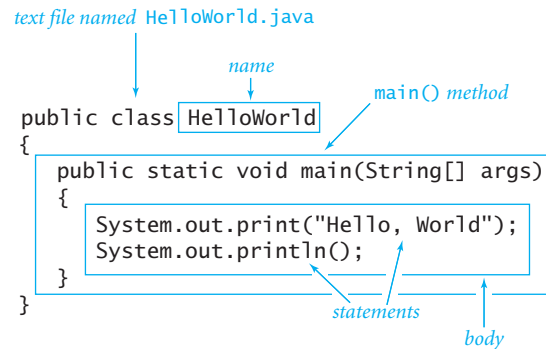 text file named HelloWorld.java
name
main() method
public class HelloWorld
{
public static void main(String[] args)
{
System.out.print("Hello, World");
System.out.println();
}
}
statements
body